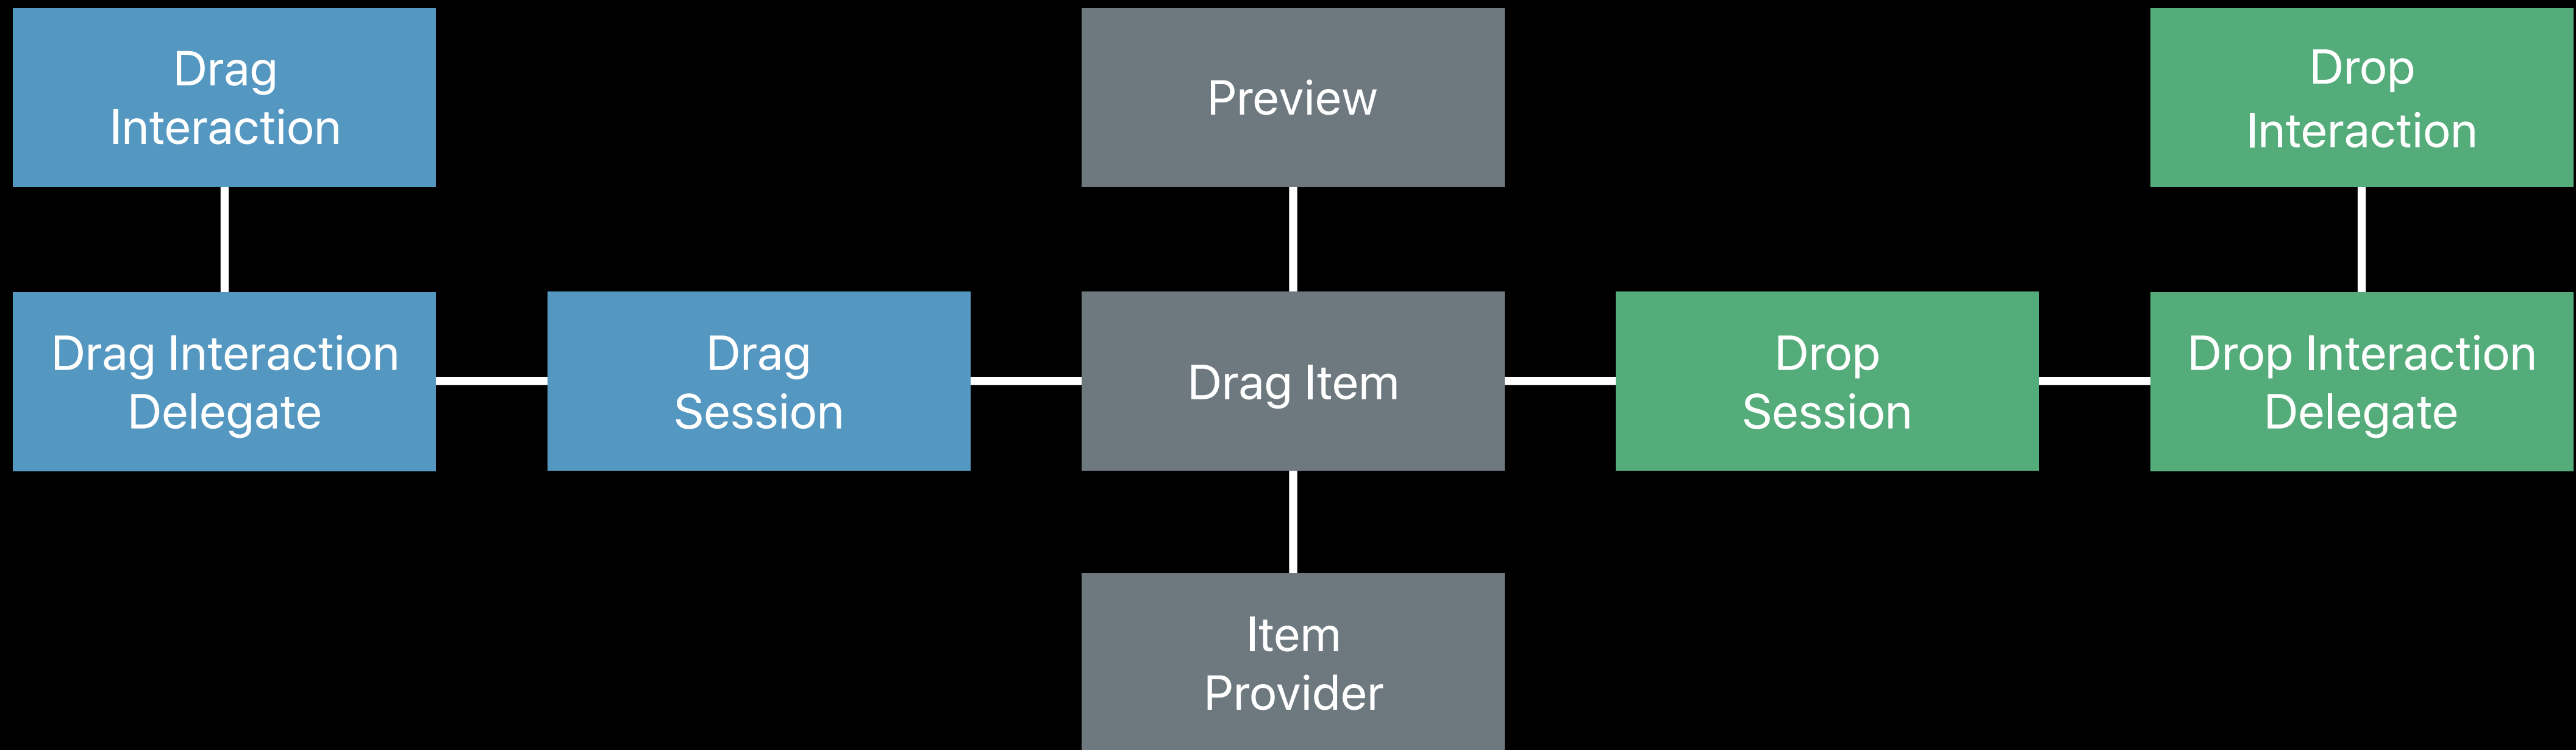 Drag
Interaction
Preview
Drop
Interaction
Drag Interaction
Delegate
Drag
Session
Drag Item
Drop
Session
Drop Interaction
Delegate
Item
Provider